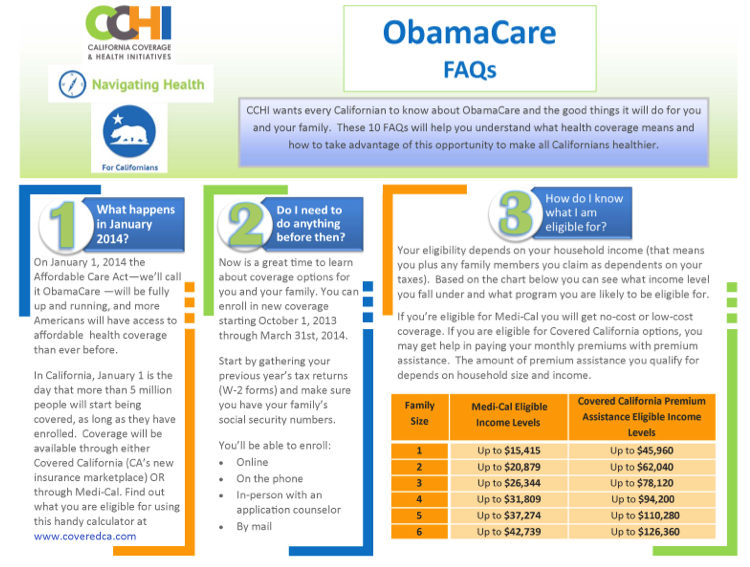 CCHI
CALIFORNIA COVERAGE
& HEALTH INITIATIVES
Navigating Health
For Californians
ObamaCare
FAQs
CCHI wants every Californian to know about ObamaCare and the good things it will do for you
and your family. These 10 FAQs will help you understand what health coverage means and
how to take advantage of this opportunity to make all Californians healthier.
1
What happens
in January
2014?
On January 1, 2014 the
Affordable Care Act—we'll call
it ObamaCare —will be fully
up and running, and more
Americans will have access to
affordable health coverage
than ever before.
In California, January 1 is the
day that more than 5 million
people will start being
covered, as long as they have
enrolled. Coverage will be
available through either
Covered California (CA's new
insurance marketplace) OR
through Medi-Cal. Find out
what you are eligible for using
this handy calculator at
www.coveredca.com
2
Do I need to
do anything
before then?
Now is a great time to learn
about coverage options for
you and your family. You can
enroll in new coverage
starting October 1, 2013
through March 31st, 2014.
Start by gathering your
previous year's tax returns
(W-2 forms) and make sure
you have your family's
social security numbers.
You'll be able to enroll:
• Online
• On the phone
• In-person with an
application counselor
• By mail
3
How do I know
what I am
eligible for?
Your eligibility depends on your household income (that means
you plus any family members you claim as dependents on your
taxes). Based on the chart below you can see what income level
you fall under and what program you are likely to be eligible for.
If you're eligible for Medi-Cal you will get no-cost or low-cost
coverage. If you are eligible for Covered California options, you
may get help in paying your monthly premiums with premium
assistance. The amount of premium assistance you qualify for
depends on household size and income.
Family Size | Medi-Cal Eligible Income Levels | Covered California Premium Assistance Eligible Income Levels
1 | Up to $15,415 | Up to $45,960
2 | Up to $20,879 | Up to $62,040
3 | Up to $26,344 | Up to $78,120
4 | Up to $31,809 | Up to $94,200
5 | Up to $37,274 | Up to $110,280
6 | Up to $42,739 | Up to $126,360